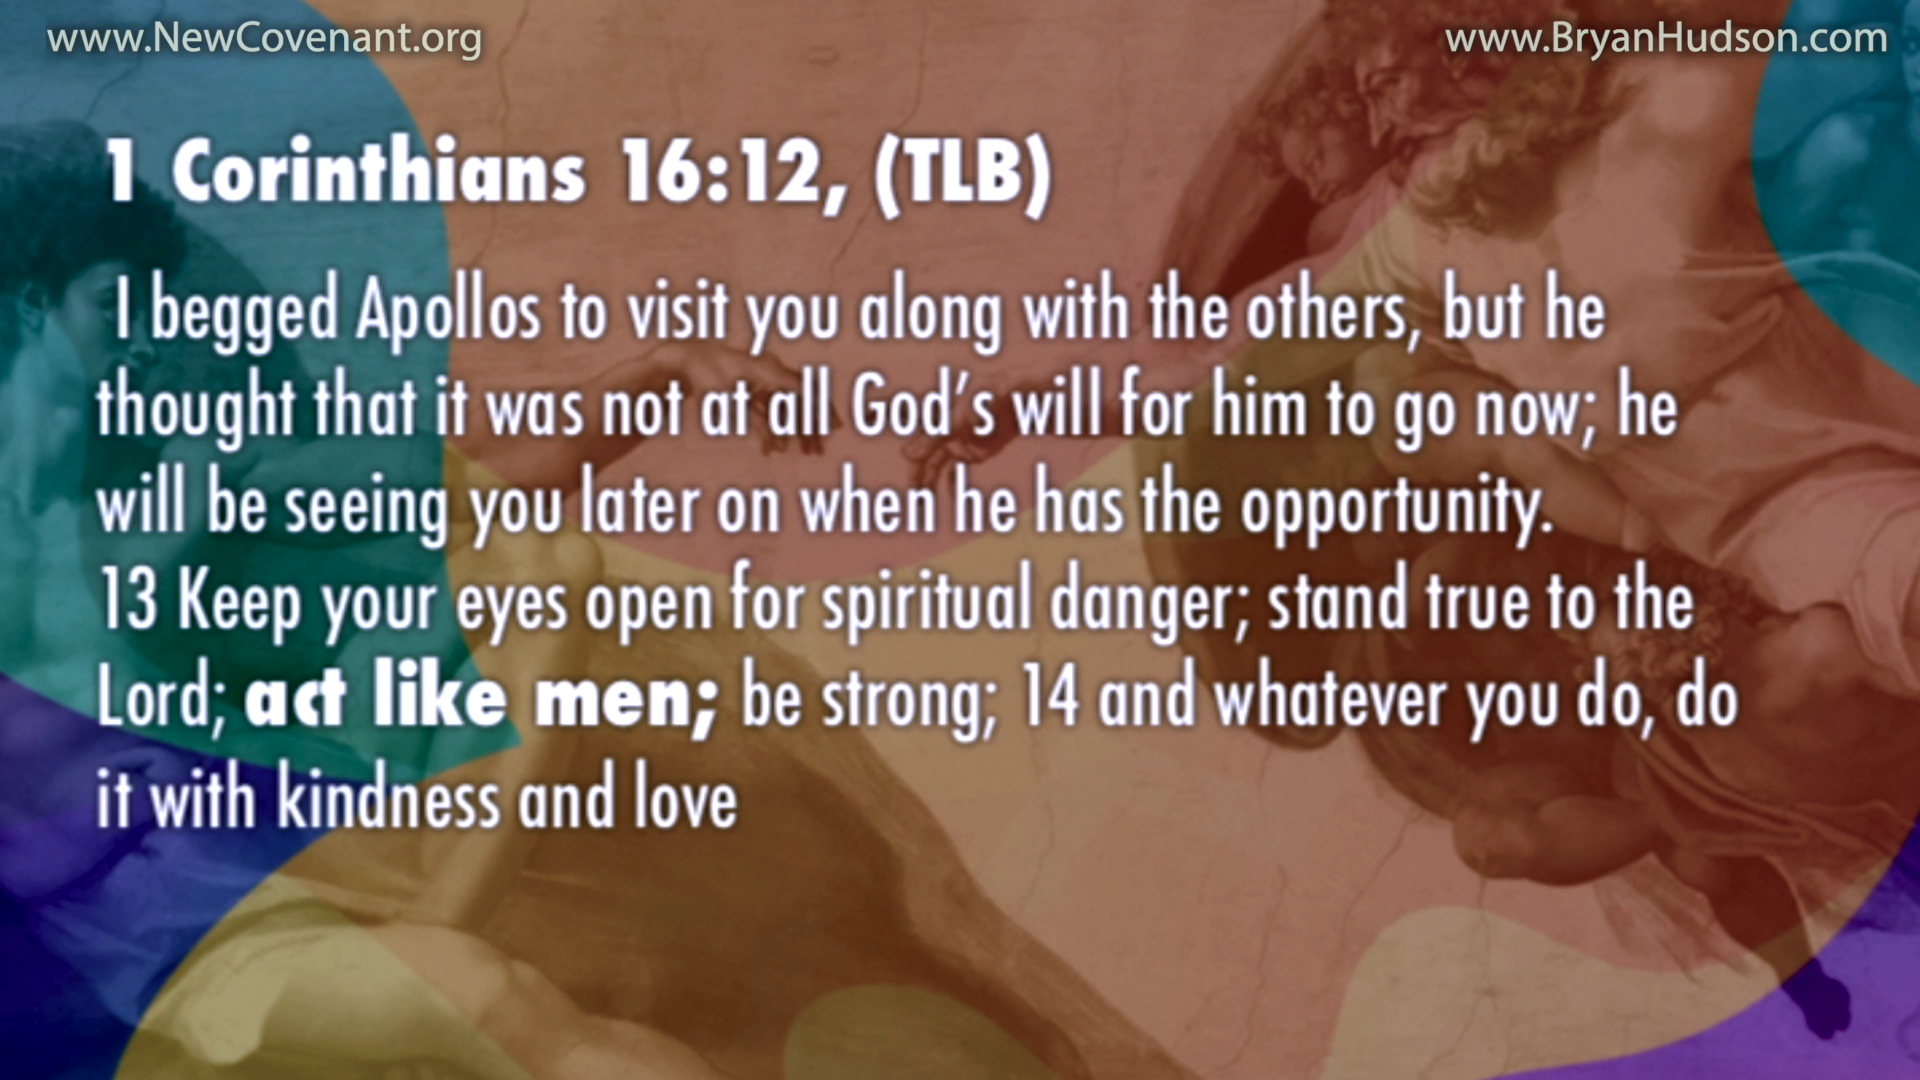 www.NewCovenant.org
www.BryanHudson.com
1 Corinthians 16:12, (TLB)
I begged Apollos to visit you along with the others, but he
thought that it was not at all God’s will for him to go now; he
will be seeing you later on when he has the opportunity.
13 Keep your eyes open for spiritual danger; stand true to the
Lord; act like men; be strong; 14 and whatever you do, do
it with kindness and love